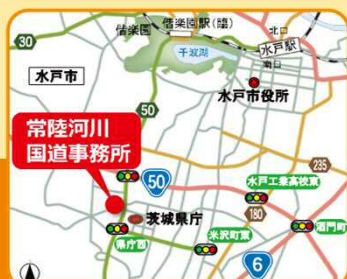 偕楽園
偕楽園駅(臨)
北口
水戸駅
南口
千波湖
30
水戸市
水戸市役所
50
常陸河川
国道事務所
235
50
水戸工業高校東
茨城県庁
180
酒門町
県庁西
米沢町東
6